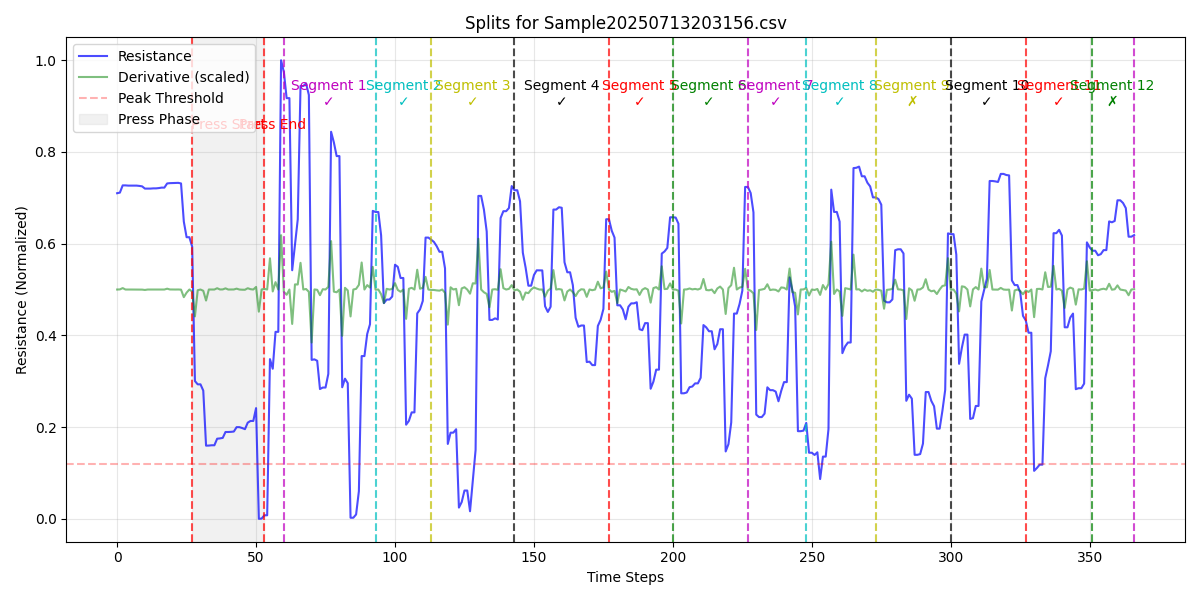 Splits for Sample20250713203156.csv
Resistance
Derivative (scaled)
Peak Threshold
Press Phase
Press Start
Press End
Segment 1
✓
Segment 2
✓
Segment 3
✓
Segment 4
✓
Segment 5
✓
Segment 6
✓
Segment 7
✓
Segment 8
✓
Segment 9
✗
Segment 10
✓
Segment 11
✓
Segment 12
✗
Resistance (Normalized)
1.0
0.8
0.6
0.4
0.2
0.0
0 50 100 150 200 250 300 350
Time Steps